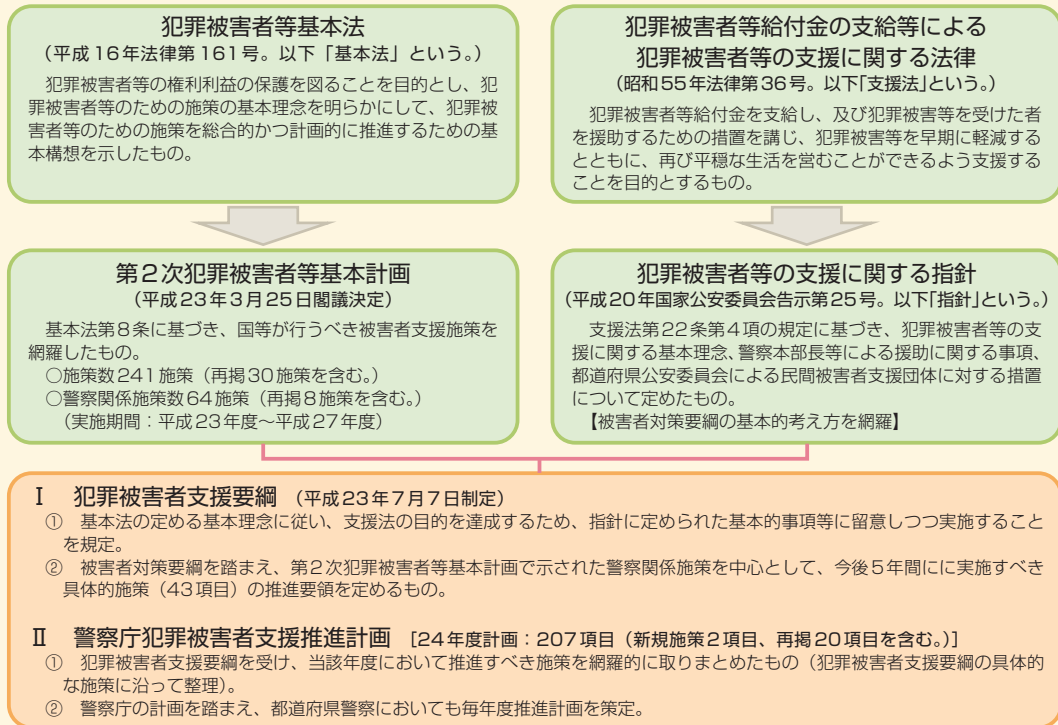 犯罪被害者等基本法
(平成16年法律第161号。以下「基本法」という。)
犯罪被害者等の権利利益の保護を図ることを目的とし、犯
罪被害者等のための施策の基本理念を明らかにして、犯罪被
害者等のための施策を総合的かつ計画的に推進するための基
本構想を示したもの。
犯罪被害者等給付金の支給等による
犯罪被害者等の支援に関する法律
(昭和55年法律第36号。以下「支援法」という。)
犯罪被害者等給付金を支給し、及び犯罪被害等を受けた者
を援助するための措置を講じ、犯罪被害等を早期に軽減する
とともに、再び平穏な生活を営むことができるよう支援する
ことを目的とするもの。
第2次犯罪被害者等基本計画
(平成23年3月25日閣議決定)
基本法第8条に基づき、国等が行うべき被害者支援施策を
網羅したもの。
○施策数241施策(再掲30施策を含む。)
○警察関係施策数64施策(再掲8施策を含む。)
(実施期間:平成23年度~平成27年度)
犯罪被害者等の支援に関する指針
(平成20年国家公安委員会告示第25号。以下「指針」という。)
支援法第22条第4項の規定に基づき、犯罪被害者等の支
援に関する基本理念、警察本部長等による援助に関する事項、
都道府県公安委員会による民間被害者支援団体に対する措置
について定めたもの。
【被害者対策要綱の基本的考え方を網羅】
Ⅰ 犯罪被害者支援要綱 (平成23年7月7日制定)
① 基本法の定める基本理念に従い、支援法の目的を達成するため、指針に定められた基本的事項等に留意しつつ実施すること
を規定。
② 被害者対策要綱を踏まえ、第2次犯罪被害者等基本計画で示された警察関係施策を中心として、今後5年間にに実施すべき
具体的施策(43項目)の推進要領を定めるもの。
Ⅱ 警察庁犯罪被害者支援推進計画 [24年度計画:207項目(新規施策2項目、再掲20項目を含む。)]
① 犯罪被害者支援要綱を受け、当該年度において推進すべき施策を網羅的に取りまとめたもの(犯罪被害者支援要綱の具体的
な施策に沿って整理)。
② 警察庁の計画を踏まえ、都道府県警察においても毎年度推進計画を策定。